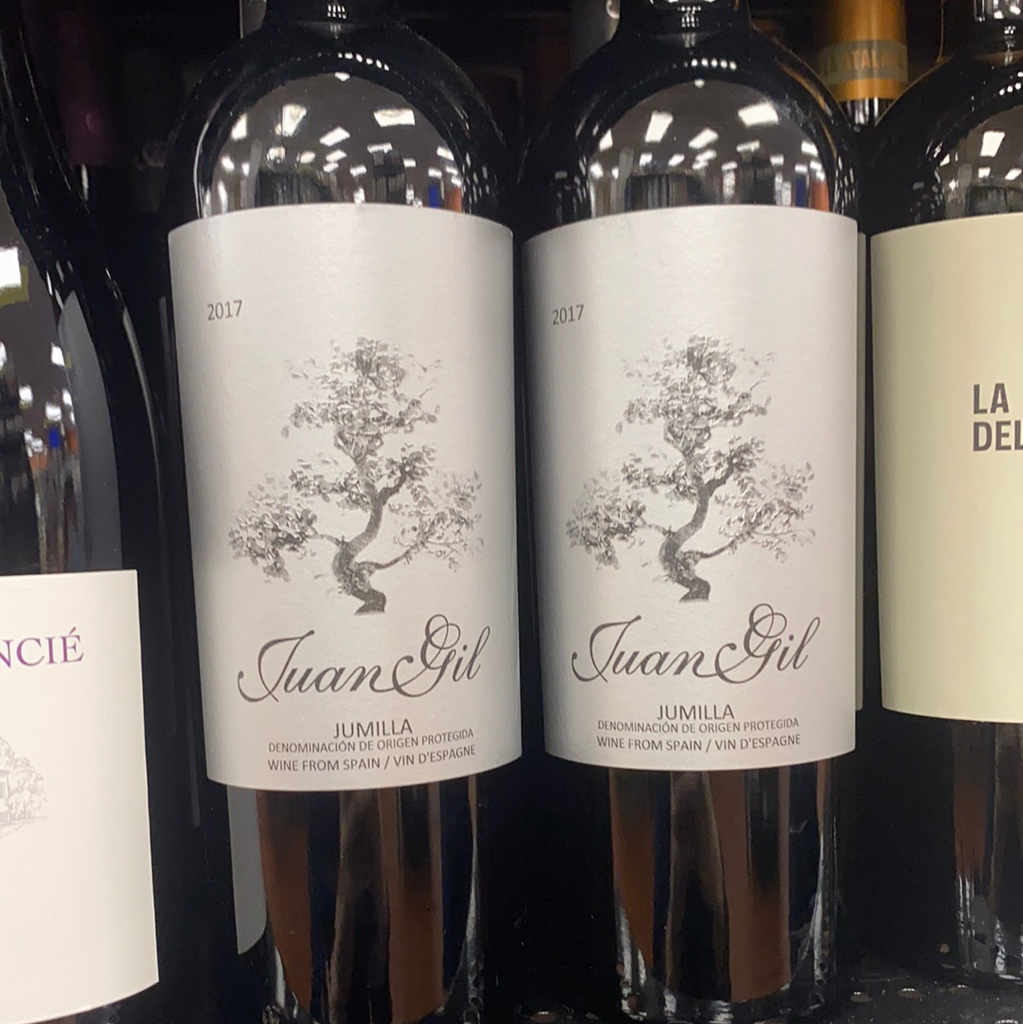 2017
Juan Gil
JUMILLA
DENOMINACIÓN DE ORIGEN PROTEGIDA
WINE FROM SPAIN / VIN D'ESPAGNE
2017
Juan Gil
JUMILLA
DENOMINACIÓN DE ORIGEN PROTEGIDA
WINE FROM SPAIN / VIN D'ESPAGNE
NCIÉ
LA
DEL